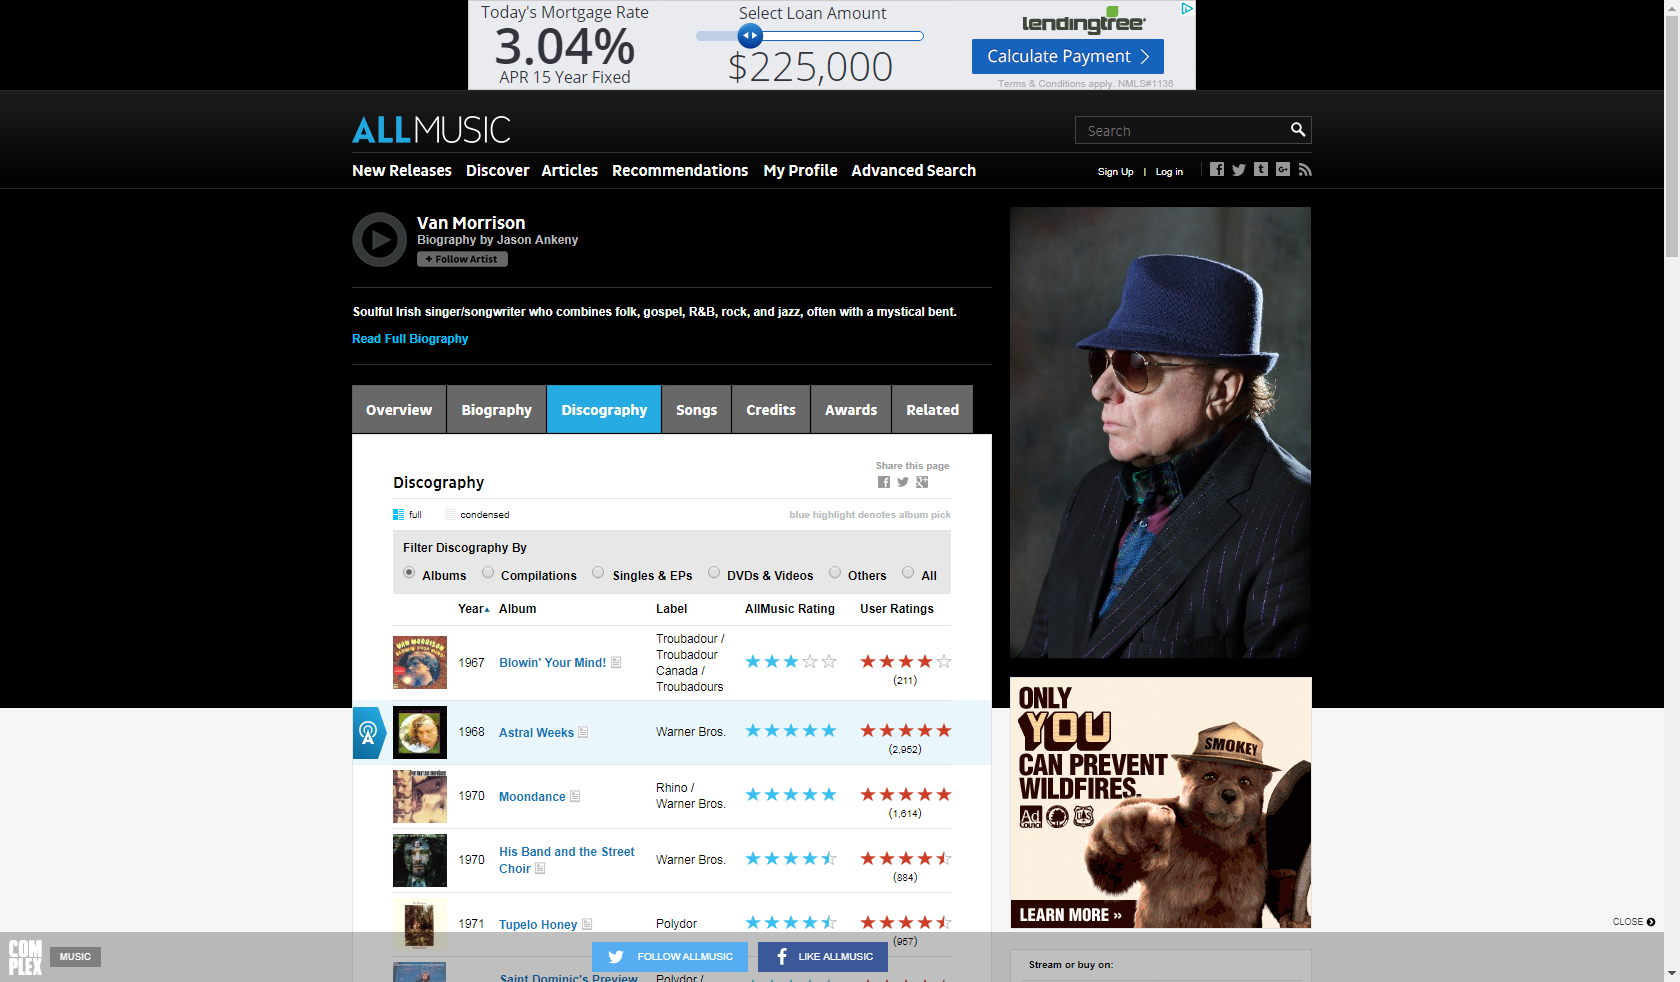 Today's Mortgage Rate
3.04%
APR 15 Year Fixed
Select Loan Amount
$225,000
lendingtree
Calculate Payment
Terms & Conditions apply. NMLS#1136
ALLMUSIC
Search
New Releases Discover Articles Recommendations My Profile Advanced Search
Sign Up | Log in
Van Morrison
Biography by Jason Ankeny
+ Follow Artist
Soulful Irish singer/songwriter who combines folk, gospel, R&B, rock, and jazz, often with a mystical bent.
Read Full Biography
Overview Biography Discography Songs Credits Awards Related
Share this page
Discography
full condensed blue highlight denotes album pick
Filter Discography By
Albums Compilations Singles & EPs DVDs & Videos Others All
Year Album Label AllMusic Rating User Ratings
VAN MORRISON
BLOWIN' YOUR MIND!
1967 Blowin' Your Mind!
Troubadour /
Troubadour
Canada /
Troubadours
(211)
1968 Astral Weeks Warner Bros.
(2,952)
1970 Moondance
Rhino /
Warner Bros.
(1,614)
1970 His Band and the Street
Choir
Warner Bros.
(884)
1971 Tupelo Honey Polydor
(957)
Saint Dominic's Preview Polydor /
ONLY
YOU
CAN PREVENT
WILDFIRES.
SMOKEY
Ad
Council
LEARN MORE »
CLOSE
COM
PLEX
MUSIC
FOLLOW ALLMUSIC
LIKE ALLMUSIC
Stream or buy on: